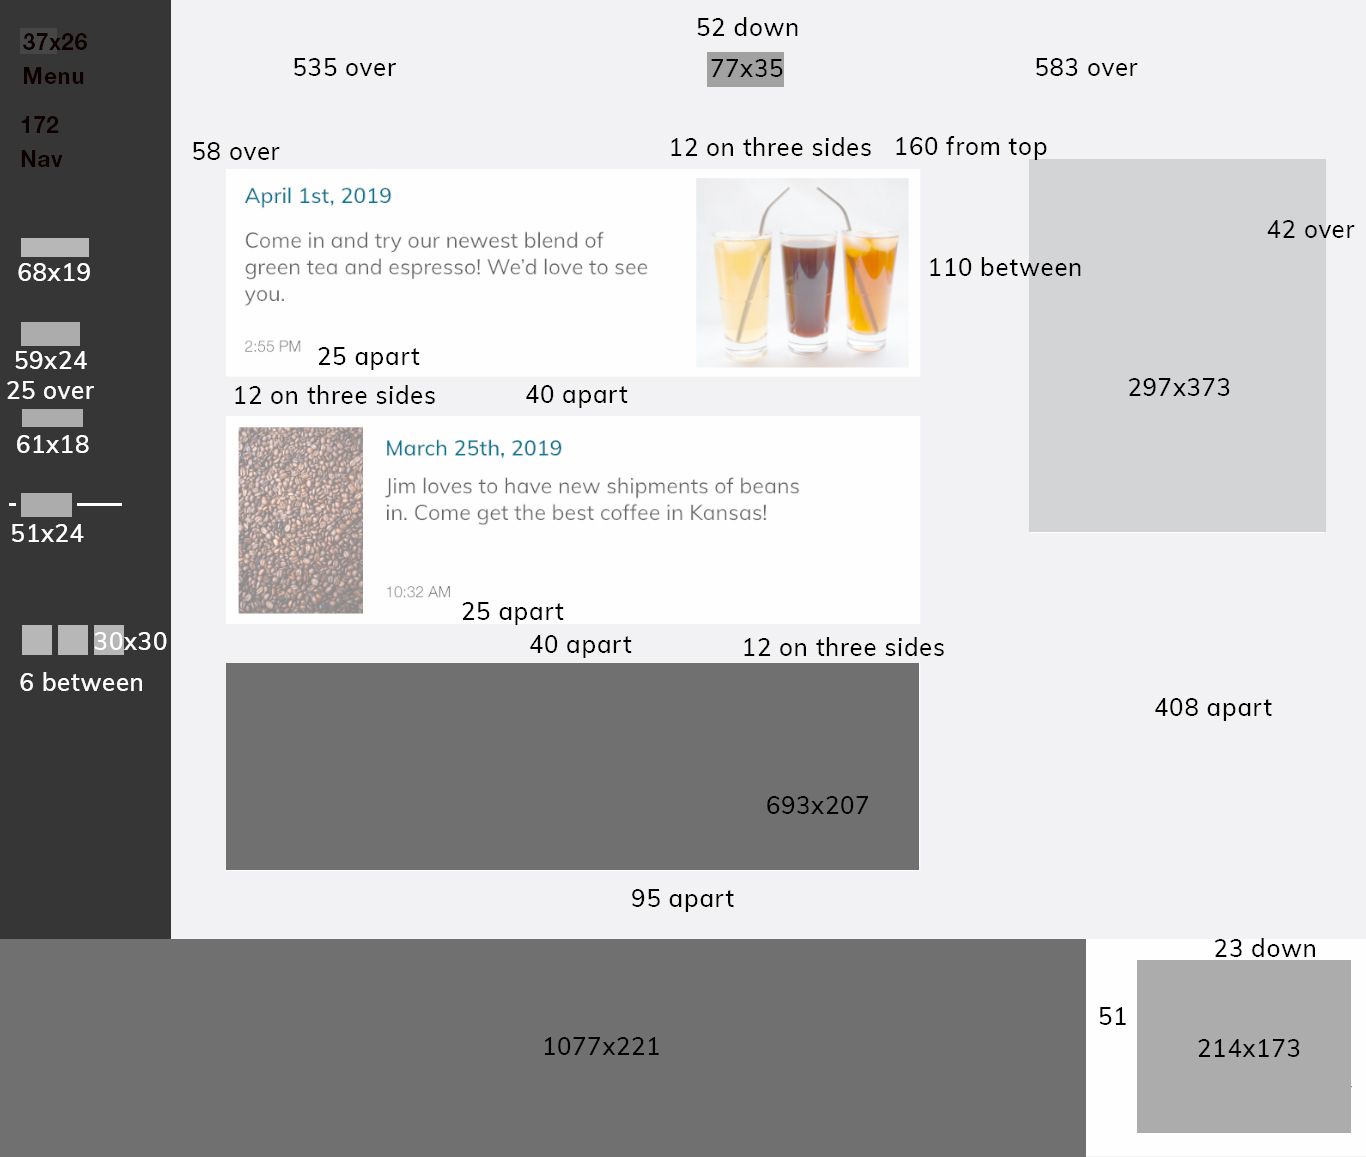 37x26
Menu
172
Nav
68x19
59x24
25 over
61x18
51x24
30x30
6 between
52 down
535 over
77x35
583 over
58 over
12 on three sides
160 from top
April 1st, 2019
Come in and try our newest blend of
green tea and espresso! We’d love to see
you.
2:55 PM
25 apart
42 over
110 between
297x373
12 on three sides
40 apart
March 25th, 2019
Jim loves to have new shipments of beans
in. Come get the best coffee in Kansas!
10:32 AM
25 apart
40 apart
12 on three sides
408 apart
693x207
95 apart
23 down
51
1077x221
214x173